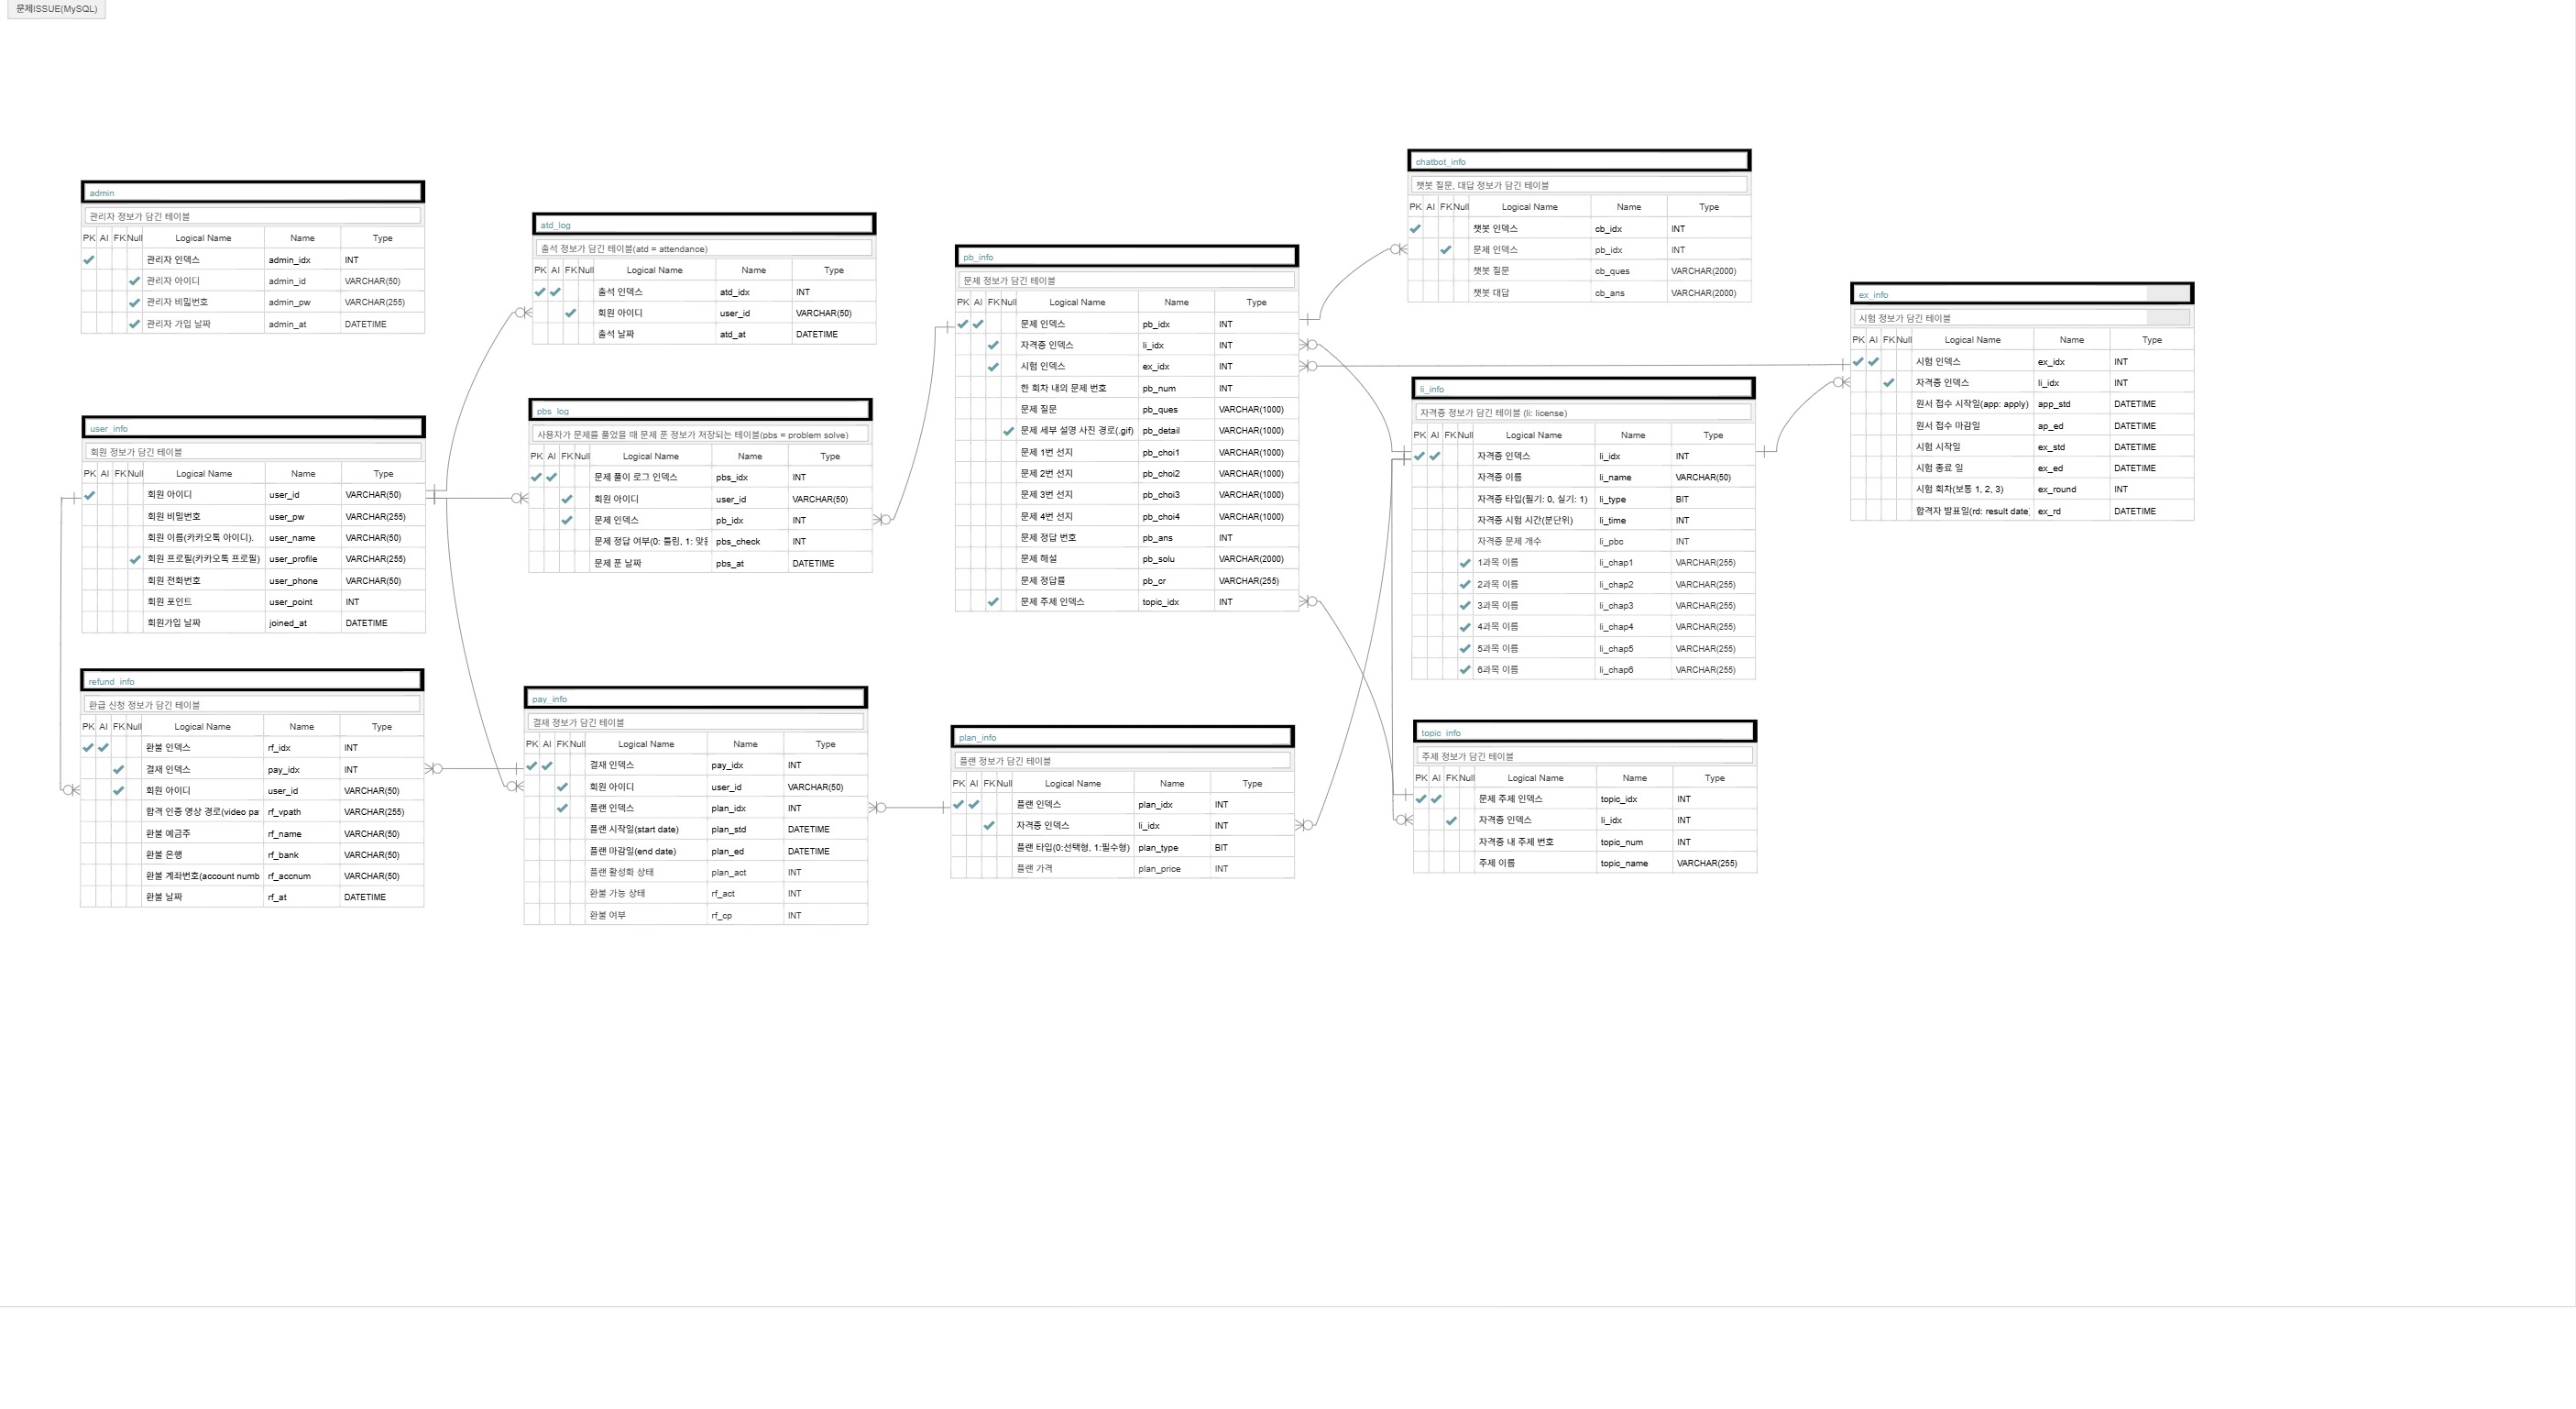 문제ISSUE(MySQL)
admin
관리자 정보가 담긴 테이블
PK AI FK Null Logical Name Name Type
관리자 인덱스 admin_idx INT
관리자 아이디 admin_id VARCHAR(50)
관리자 비밀번호 admin_pw VARCHAR(255)
관리자 가입 날짜 admin_at DATETIME
user_info
회원 정보가 담긴 테이블
PK AI FK Null Logical Name Name Type
회원 아이디 user_id VARCHAR(50)
회원 비밀번호 user_pw VARCHAR(255)
회원 이름(카카오톡 아이디). user_name VARCHAR(50)
회원 프로필(카카오톡 프로필) user_profile VARCHAR(255)
회원 전화번호 user_phone VARCHAR(50)
회원 포인트 user_point INT
회원가입 날짜 joined_at DATETIME
refund_info
환급 신청 정보가 담긴 테이블
PK AI FK Null Logical Name Name Type
환불 인덱스 rf_idx INT
결재 인덱스 pay_idx INT
회원 아이디 user_id VARCHAR(50)
합격 인증 영상 경로(video pa rf_vpath VARCHAR(255)
환불 예금주 rf_name VARCHAR(50)
환불 은행 rf_bank VARCHAR(50)
환불 계좌번호(account numb rf_accnum VARCHAR(50)
환불 날짜 rf_at DATETIME
atd_log
출석 정보가 담긴 테이블(atd = attendance)
PK AI FK Null Logical Name Name Type
출석 인덱스 atd_idx INT
회원 아이디 user_id VARCHAR(50)
출석 날짜 atd_at DATETIME
pbs_log
사용자가 문제를 풀었을 때 문제 푼 정보가 저장되는 테이블(pbs = problem solve)
PK AI FK Null Logical Name Name Type
문제 풀이 로그 인덱스 pbs_idx INT
회원 아이디 user_id VARCHAR(50)
문제 인덱스 pb_idx INT
문제 정답 여부(0: 틀림, 1: 맞음 pbs_check INT
문제 푼 날짜 pbs_at DATETIME
pay_info
결재 정보가 담긴 테이블
PK AI FK Null Logical Name Name Type
결재 인덱스 pay_idx INT
회원 아이디 user_id VARCHAR(50)
플랜 인덱스 plan_idx INT
플랜 시작일(start date) plan_std DATETIME
플랜 마감일(end date) plan_ed DATETIME
플랜 활성화 상태 plan_act INT
환불 가능 상태 rf_act INT
환불 여부 rf_cp INT
pb_info
문제 정보가 담긴 테이블
PK AI FK Null Logical Name Name Type
문제 인덱스 pb_idx INT
자격증 인덱스 li_idx INT
시험 인덱스 ex_idx INT
한 회차 내의 문제 번호 pb_num INT
문제 질문 pb_ques VARCHAR(1000)
문제 세부 설명 사진 경로(.gif) pb_detail VARCHAR(1000)
문제 1번 선지 pb_choi1 VARCHAR(1000)
문제 2번 선지 pb_choi2 VARCHAR(1000)
문제 3번 선지 pb_choi3 VARCHAR(1000)
문제 4번 선지 pb_choi4 VARCHAR(1000)
문제 정답 번호 pb_ans INT
문제 해설 pb_solu VARCHAR(2000)
문제 정답률 pb_cr VARCHAR(255)
문제 주제 인덱스 topic_idx INT
plan_info
플랜 정보가 담긴 테이블
PK AI FK Null Logical Name Name Type
플랜 인덱스 plan_idx INT
자격증 인덱스 li_idx INT
플랜 타입(0:선택형, 1:필수형) plan_type BIT
플랜 가격 plan_price INT
chatbot_info
챗봇 질문, 대답 정보가 담긴 테이블
PK AI FK Null Logical Name Name Type
챗봇 인덱스 cb_idx INT
문제 인덱스 pb_idx INT
챗봇 질문 cb_ques VARCHAR(2000)
챗봇 대답 cb_ans VARCHAR(2000)
li_info
자격증 정보가 담긴 테이블 (li: license)
PK AI FK Null Logical Name Name Type
자격증 인덱스 li_idx INT
자격증 이름 li_name VARCHAR(50)
자격증 타입(필기: 0, 실기: 1) li_type BIT
자격증 시험 시간(분단위) li_time INT
자격증 문제 개수 li_pbc INT
1과목 이름 li_chap1 VARCHAR(255)
2과목 이름 li_chap2 VARCHAR(255)
3과목 이름 li_chap3 VARCHAR(255)
4과목 이름 li_chap4 VARCHAR(255)
5과목 이름 li_chap5 VARCHAR(255)
6과목 이름 li_chap6 VARCHAR(255)
topic_info
주제 정보가 담긴 테이블
PK AI FK Null Logical Name Name Type
문제 주제 인덱스 topic_idx INT
자격증 인덱스 li_idx INT
자격증 내 주제 번호 topic_num INT
주제 이름 topic_name VARCHAR(255)
ex_info
시험 정보가 담긴 테이블
PK AI FK Null Logical Name Name Type
시험 인덱스 ex_idx INT
자격증 인덱스 li_idx INT
원서 접수 시작일(app: apply) app_std DATETIME
원서 접수 마감일 ap_ed DATETIME
시험 시작일 ex_std DATETIME
시험 종료 일 ex_ed DATETIME
시험 회차(보통 1, 2, 3) ex_round INT
합격자 발표일(rd: result date) ex_rd DATETIME